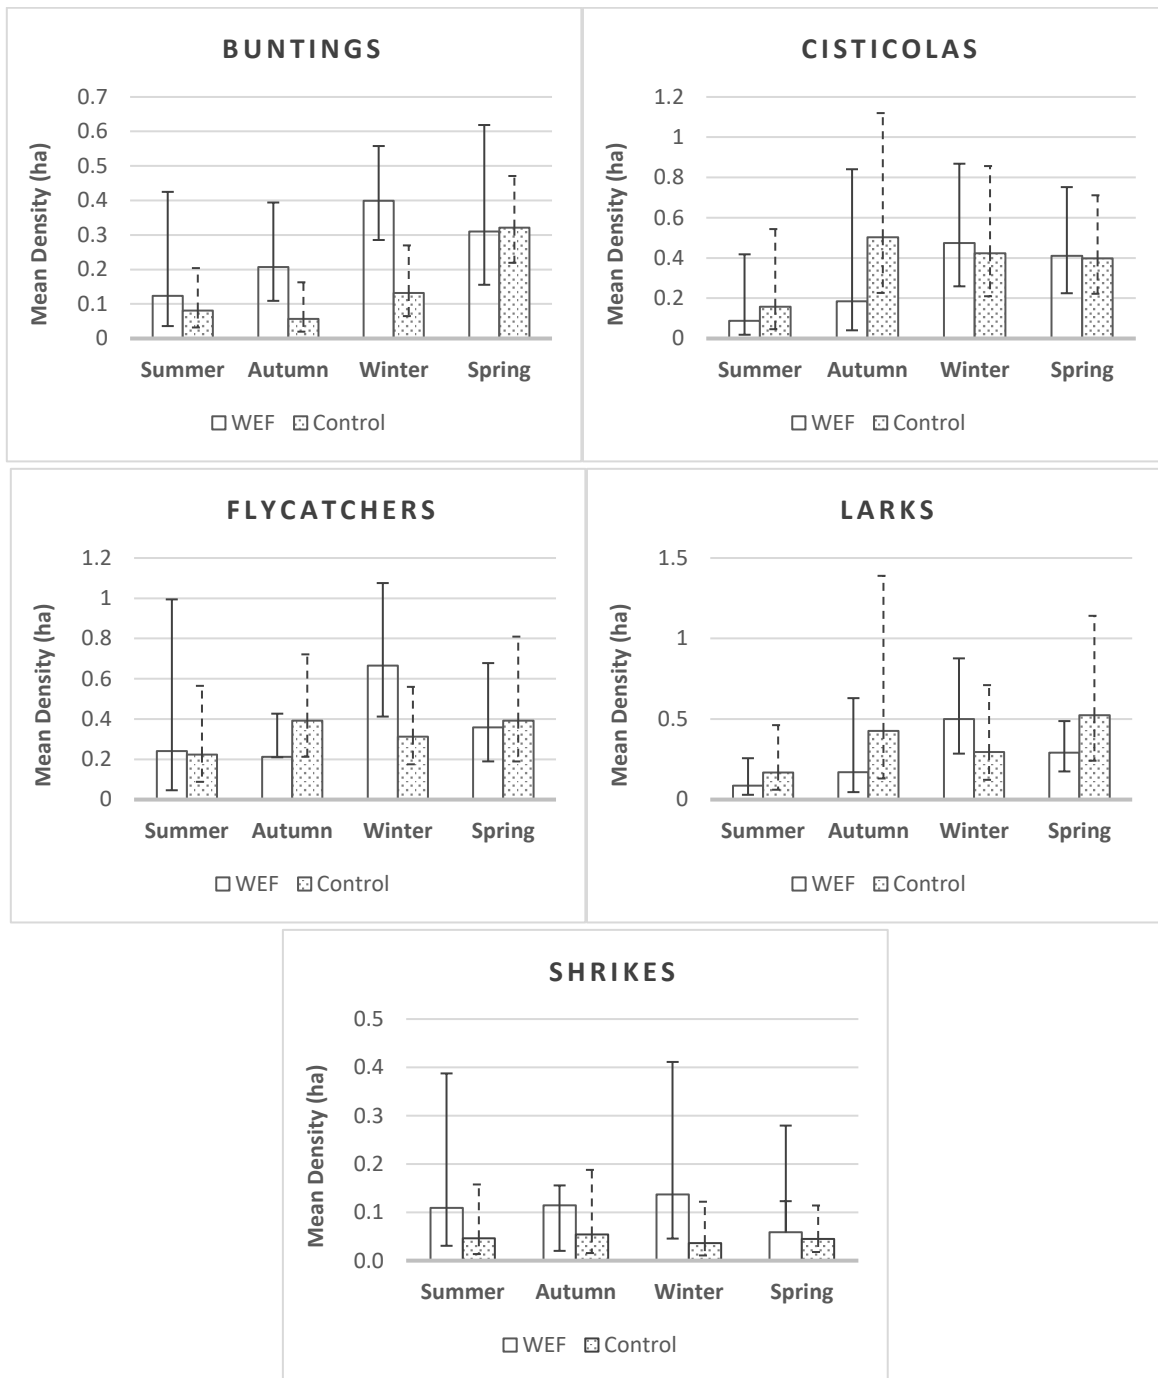 BUNTINGS
Mean Density (ha)
0.7
0.6
0.5
0.4
0.3
0.2
0.1
0
Summer Autumn Winter Spring
WEF Control
CISTICOLAS
Mean Density (ha)
1.2
1
0.8
0.6
0.4
0.2
0
Summer Autumn Winter Spring
WEF Control
FLYCATCHERS
Mean Density (ha)
1.2
1
0.8
0.6
0.4
0.2
0
Summer Autumn Winter Spring
WEF Control
LARKS
Mean Density (ha)
1.5
1
0.5
0
Summer Autumn Winter Spring
WEF Control
SHRIKES
Mean Density (ha)
0.5
0.4
0.3
0.2
0.1
0.0
Summer Autumn Winter Spring
WEF Control